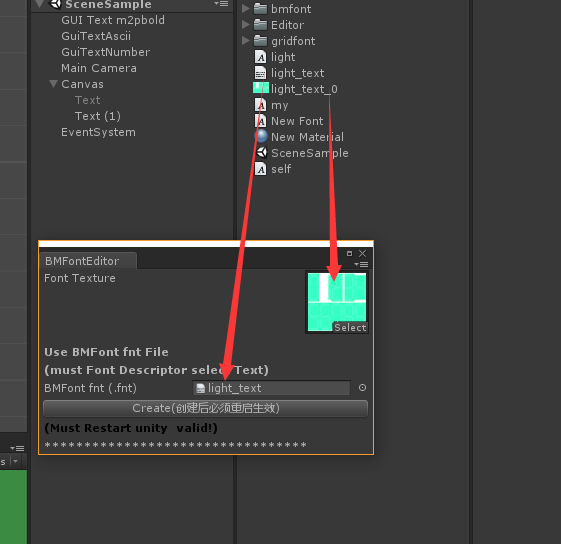 SceneSample
GUI Text m2pbold
GuiTextAscii
GuiTextNumber
Main Camera
Canvas
Text
Text (1)
EventSystem
bmfont
Editor
gridfont
light
light_text
light_text_0
my
New Font
New Material
SceneSample
self
BMFontEditor
Font Texture
Select
Use BMFont fnt File
(must Font Descriptor select Text)
BMFont fnt (.fnt)
light_text
Create(创建后必须重启生效)
(Must Restart unity valid!)
*********************************
s